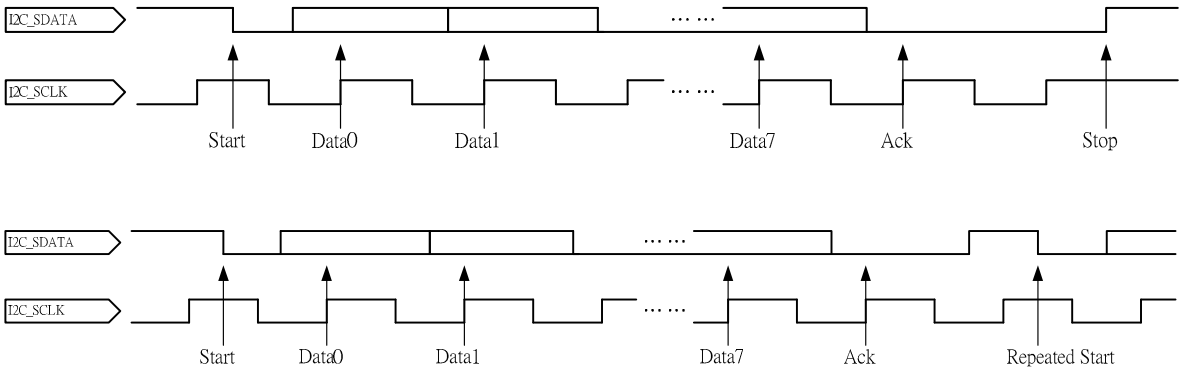 I2C_SDATA ... ...
I2C_SCLK ... ...
Start Data0 Data1 Data7 Ack Stop
I2C_SDATA ... ...
I2C_SCLK ... ...
Start Data0 Data1 Data7 Ack Repeated Start